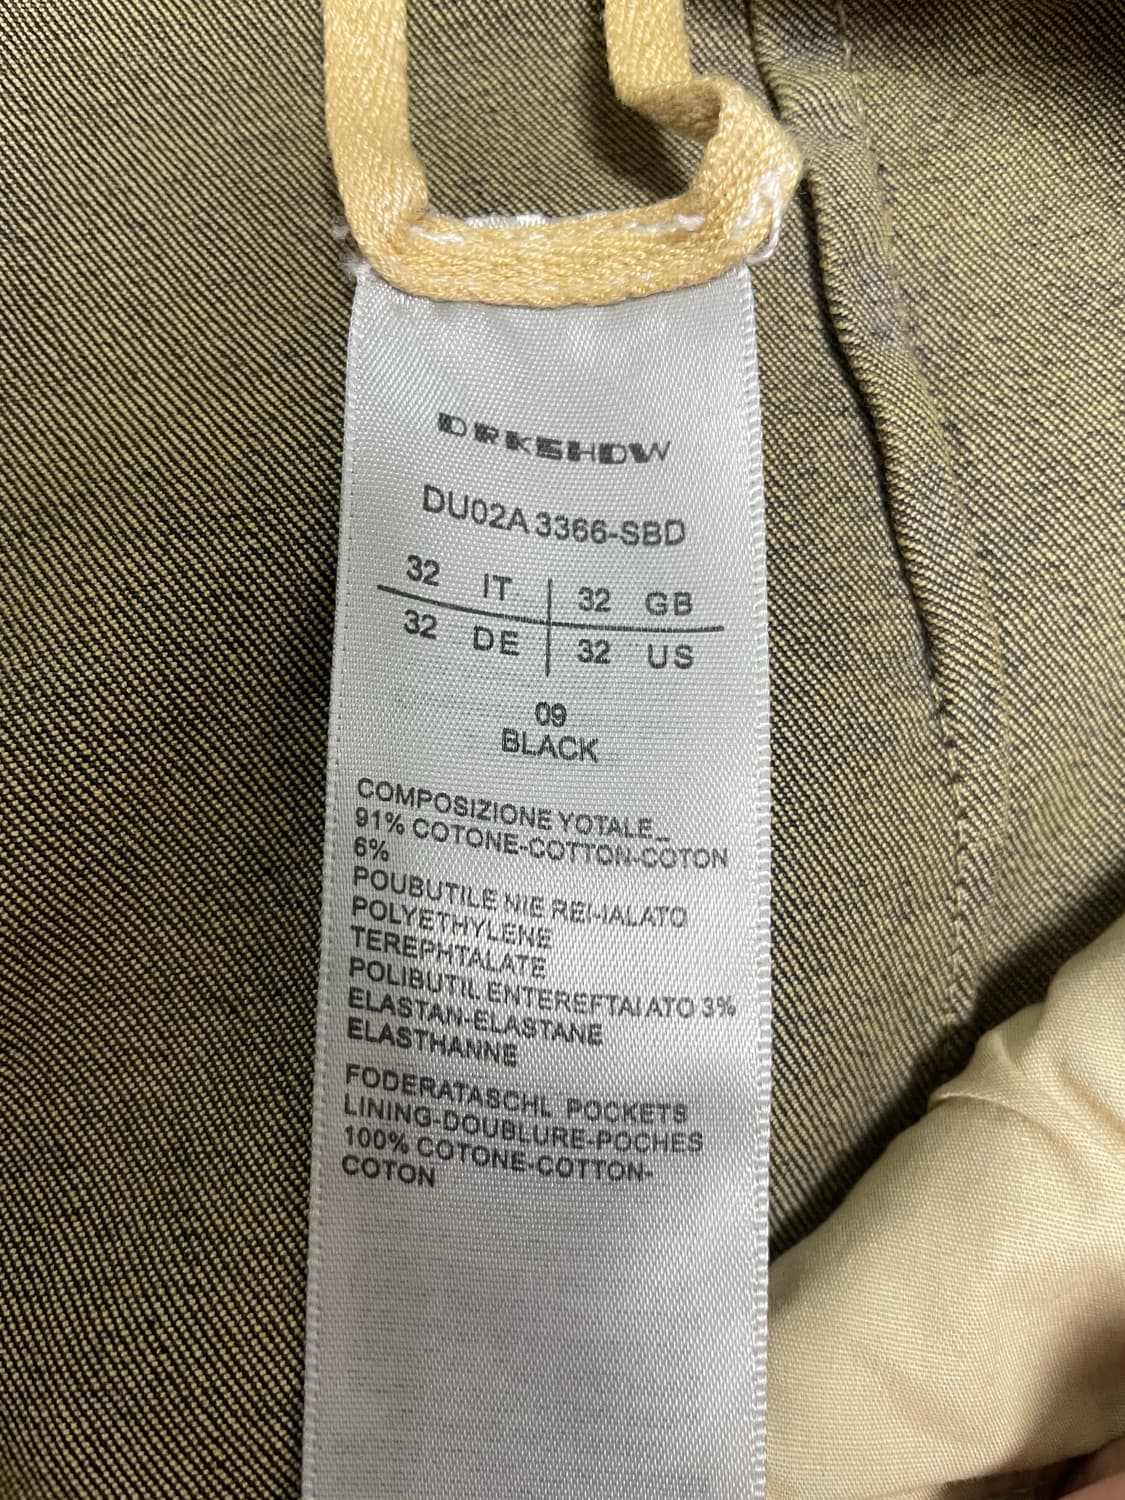 DRKSHDW
DU02A 3366-SBD
32 IT 32 GB
32 DE 32 US
09
BLACK
COMPOSIZIONE YOTALE_
91% COTONE-COTTON-COTON
6%
POUBUTILE NIE REI-IALATO
POLYETHYLENE
TEREPHTALATE
POLIBUTIL ENTEREFTAIATO 3%
ELASTAN-ELASTANE
ELASTHANNE
FODERATASCHL POCKETS
LINING-DOUBLURE-POCHES
100% COTONE-COTTON-
COTON